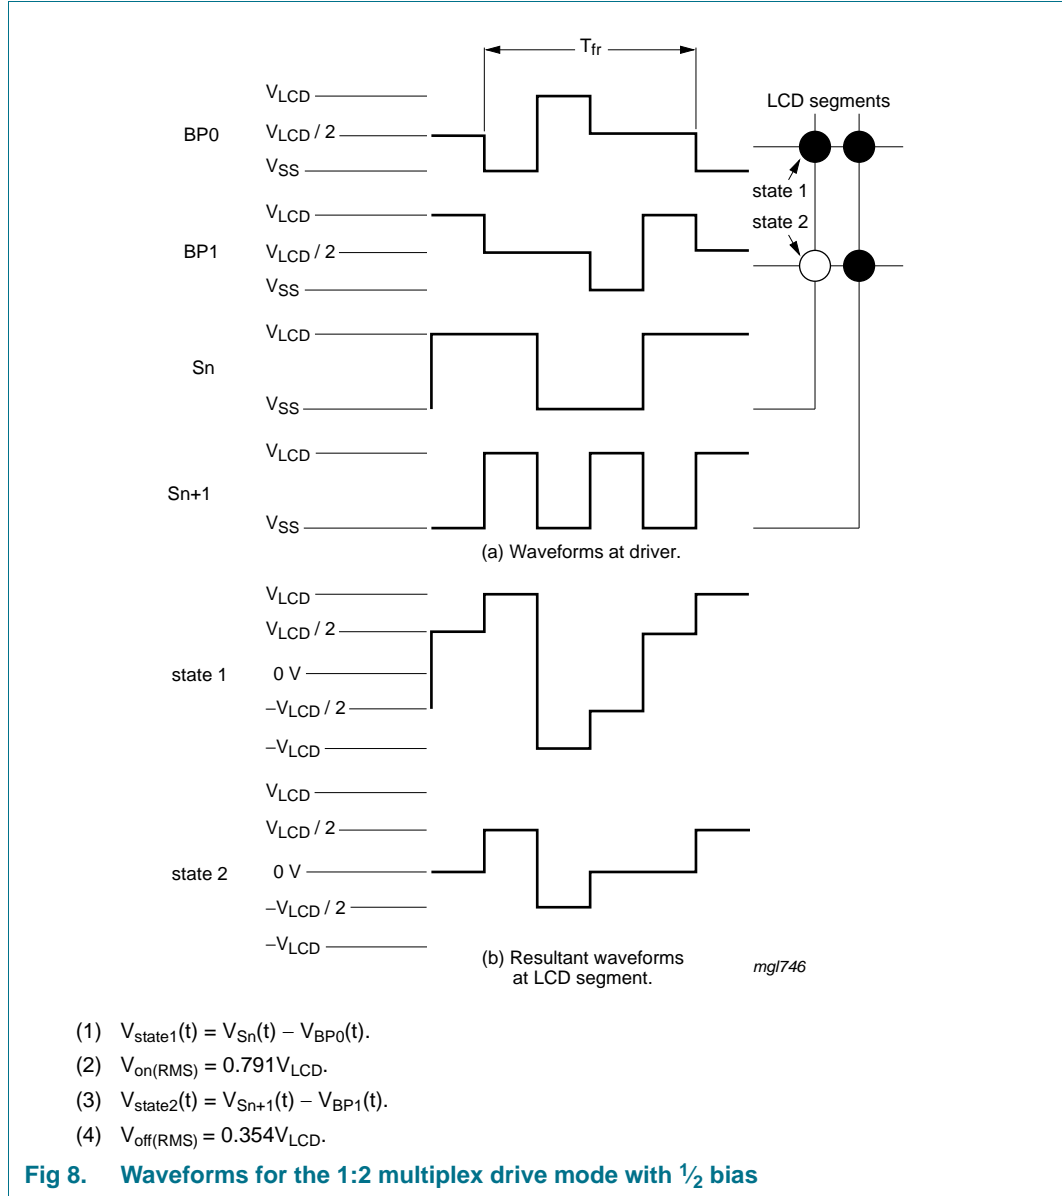 Tfr
VLCD
BP0
VLCD / 2
VSS
LCD segments
state 1
state 2
VLCD
BP1
VLCD / 2
VSS
VLCD
Sn
VSS
VLCD
Sn+1
VSS
(a) Waveforms at driver.
VLCD
VLCD / 2
state 1
0 V
−VLCD / 2
−VLCD
VLCD
VLCD / 2
state 2
0 V
−VLCD / 2
−VLCD
(b) Resultant waveforms
at LCD segment.
mgl746
(1) Vstate1(t) = VSn(t) − VBP0(t).
(2) Von(RMS) = 0.791VLCD.
(3) Vstate2(t) = VSn+1(t) − VBP1(t).
(4) Voff(RMS) = 0.354VLCD.
Fig 8. Waveforms for the 1:2 multiplex drive mode with 1⁄2 bias